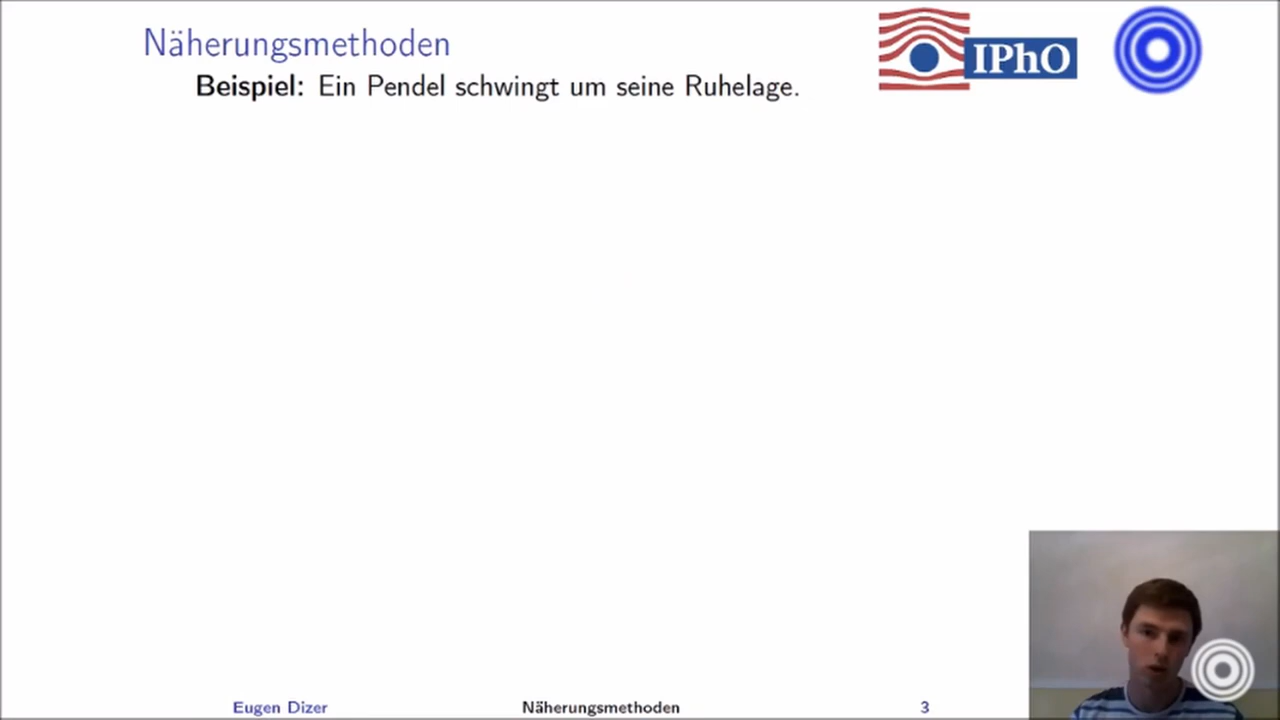 Näherungsmethoden
Beispiel: Ein Pendel schwingt um seine Ruhelage.
IPhO
Eugen Dizer Näherungsmethoden 3